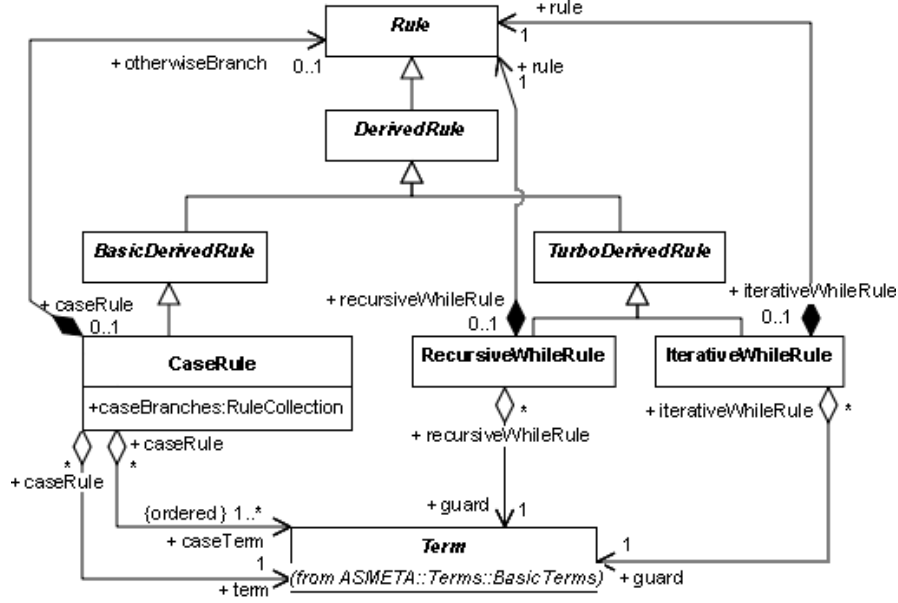 + rule
Rule
1
+ otherwiseBranch
0..1
+ rule
1
DerivedRule
BasicDerivedRule
TurboDerivedRule
+ caseRule
0..1
+ recursiveWhileRule
0..1
+ iterativeWhileRule
0..1
CaseRule
RecursiveWhileRule
IterativeWhileRule
+caseBranches:RuleCollection
*
+ recursiveWhileRule
+ iterativeWhileRule
*
+ caseRule
*
*
+ caseRule
{ordered} 1..*
+ caseTerm
+ guard
1
Term
(from ASMETA::Terms::BasicTerms)
1
+ term
1
+ guard